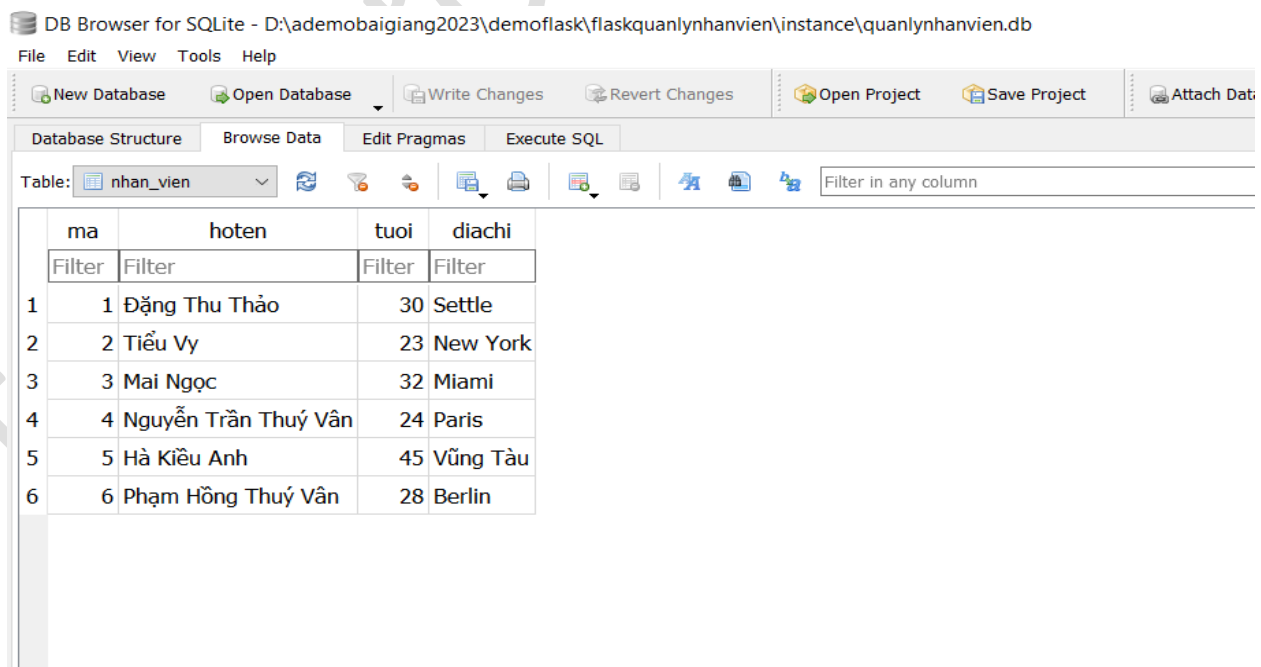 DB Browser for SQLite - D:\ademobaigiang2023\demoflask\flaskquanlynhanvien\instance\quanlynhanvien.db
File Edit View Tools Help
New Database Open Database Write Changes Revert Changes Open Project Save Project Attach Data
Database Structure Browse Data Edit Pragmas Execute SQL
Table: nhan_vien Filter in any column
ma hoten tuoi diachi
Filter Filter Filter Filter
1 1 Đặng Thu Thảo 30 Settle
2 2 Tiểu Vy 23 New York
3 3 Mai Ngọc 32 Miami
4 4 Nguyễn Trần Thuý Vân 24 Paris
5 5 Hà Kiều Anh 45 Vũng Tàu
6 6 Phạm Hồng Thuý Vân 28 Berlin